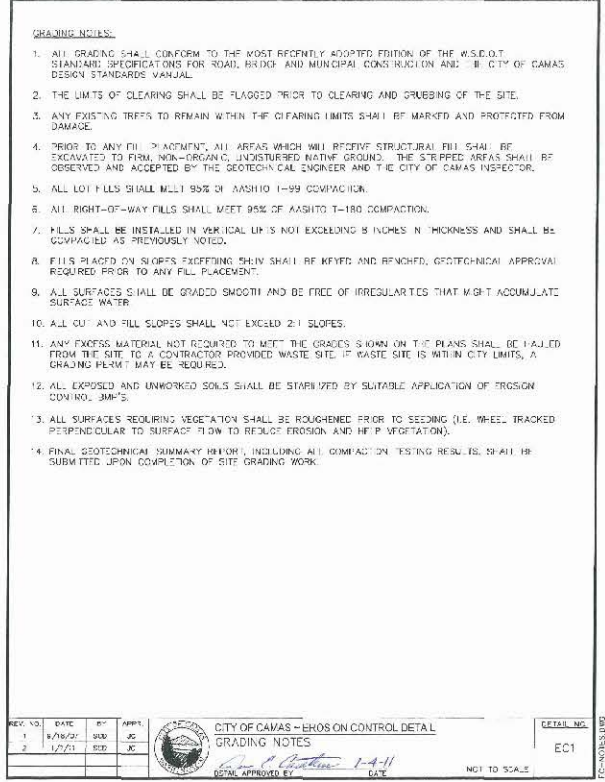 GRADING NOTES:
1. ALL GRADING SHALL CONFORM TO THE MOST RECENTLY ADOPTED EDITION OF THE W.S.D.O.T.
STANDARD SPECIFICATIONS FOR ROAD, BRIDGE AND MUNICIPAL CONSTRUCTION AND THE CITY OF CAMAS
DESIGN STANDARDS MANUAL.
2. THE LIMITS OF CLEARING SHALL BE FLAGGED PRIOR TO CLEARING AND GRUBBING OF THE SITE.
3. ANY EXISTING TREES TO REMAIN WITHIN THE CLEARING LIMITS SHALL BE MARKED AND PROTECTED FROM
DAMAGE.
4. PRIOR TO ANY FILL PLACEMENT, ALL AREAS WHICH WILL RECEIVE STRUCTURAL FILL SHALL BE
EXCAVATED TO FIRM, NON-ORGANIC, UNDISTURBED NATIVE GROUND. THE STRIPPED AREAS SHALL BE
OBSERVED AND ACCEPTED BY THE GEOTECHNICAL ENGINEER AND THE CITY OF CAMAS INSPECTOR.
5. ALL LOT FILLS SHALL MEET 95% OF AASHTO T-99 COMPACTION.
6. ALL RIGHT-OF-WAY FILLS SHALL MEET 95% OF AASHTO T-180 COMPACTION.
7. FILLS SHALL BE INSTALLED IN VERTICAL LIFTS NOT EXCEEDING 8 INCHES IN THICKNESS AND SHALL BE
COMPACTED AS PREVIOUSLY NOTED.
8. FILLS PLACED ON SLOPES EXCEEDING 5H:1V SHALL BE KEYED AND BENCHED, GEOTECHNICAL APPROVAL
REQUIRED PRIOR TO ANY FILL PLACEMENT.
9. ALL SURFACES SHALL BE GRADED SMOOTH AND BE FREE OF IRREGULARITIES THAT MIGHT ACCUMULATE
SURFACE WATER
10. ALL CUT AND FILL SLOPES SHALL NOT EXCEED 2:1 SLOPES.
11. ANY EXCESS MATERIAL NOT REQUIRED TO MEET THE GRADES SHOWN ON THE PLANS SHALL BE HAULED
FROM THE SITE TO A CONTRACTOR PROVIDED WASTE SITE. IF WASTE SITE IS WITHIN CITY LIMITS, A
GRADING PERMIT MAY BE REQUIRED.
12. ALL EXPOSED AND UNWORKED SOILS SHALL BE STABILIZED BY SUITABLE APPLICATION OF EROSION
CONTROL BMP'S.
13. ALL SURFACES REQUIRING VEGETATION SHALL BE ROUGHENED PRIOR TO SEEDING (I.E. WHEEL TRACKED
PERPENDICULAR TO SURFACE FLOW TO REDUCE EROSION AND HELP VEGETATION).
14. FINAL GEOTECHNICAL SUMMARY REPORT, INCLUDING ALL COMPACTION TESTING RESULTS, SHALL BE
SUBMITTED UPON COMPLETION OF SITE GRADING WORK.
REV. NO. DATE BY APPR.
1 9/18/07 SCD JC
2 SCD JC
CITY OF CAMAS - EROSION CONTROL DETAIL
GRADING NOTES
1-4-11
DETAIL APPROVED BY DATE
NOT TO SCALE
DETAIL NO.
EC1